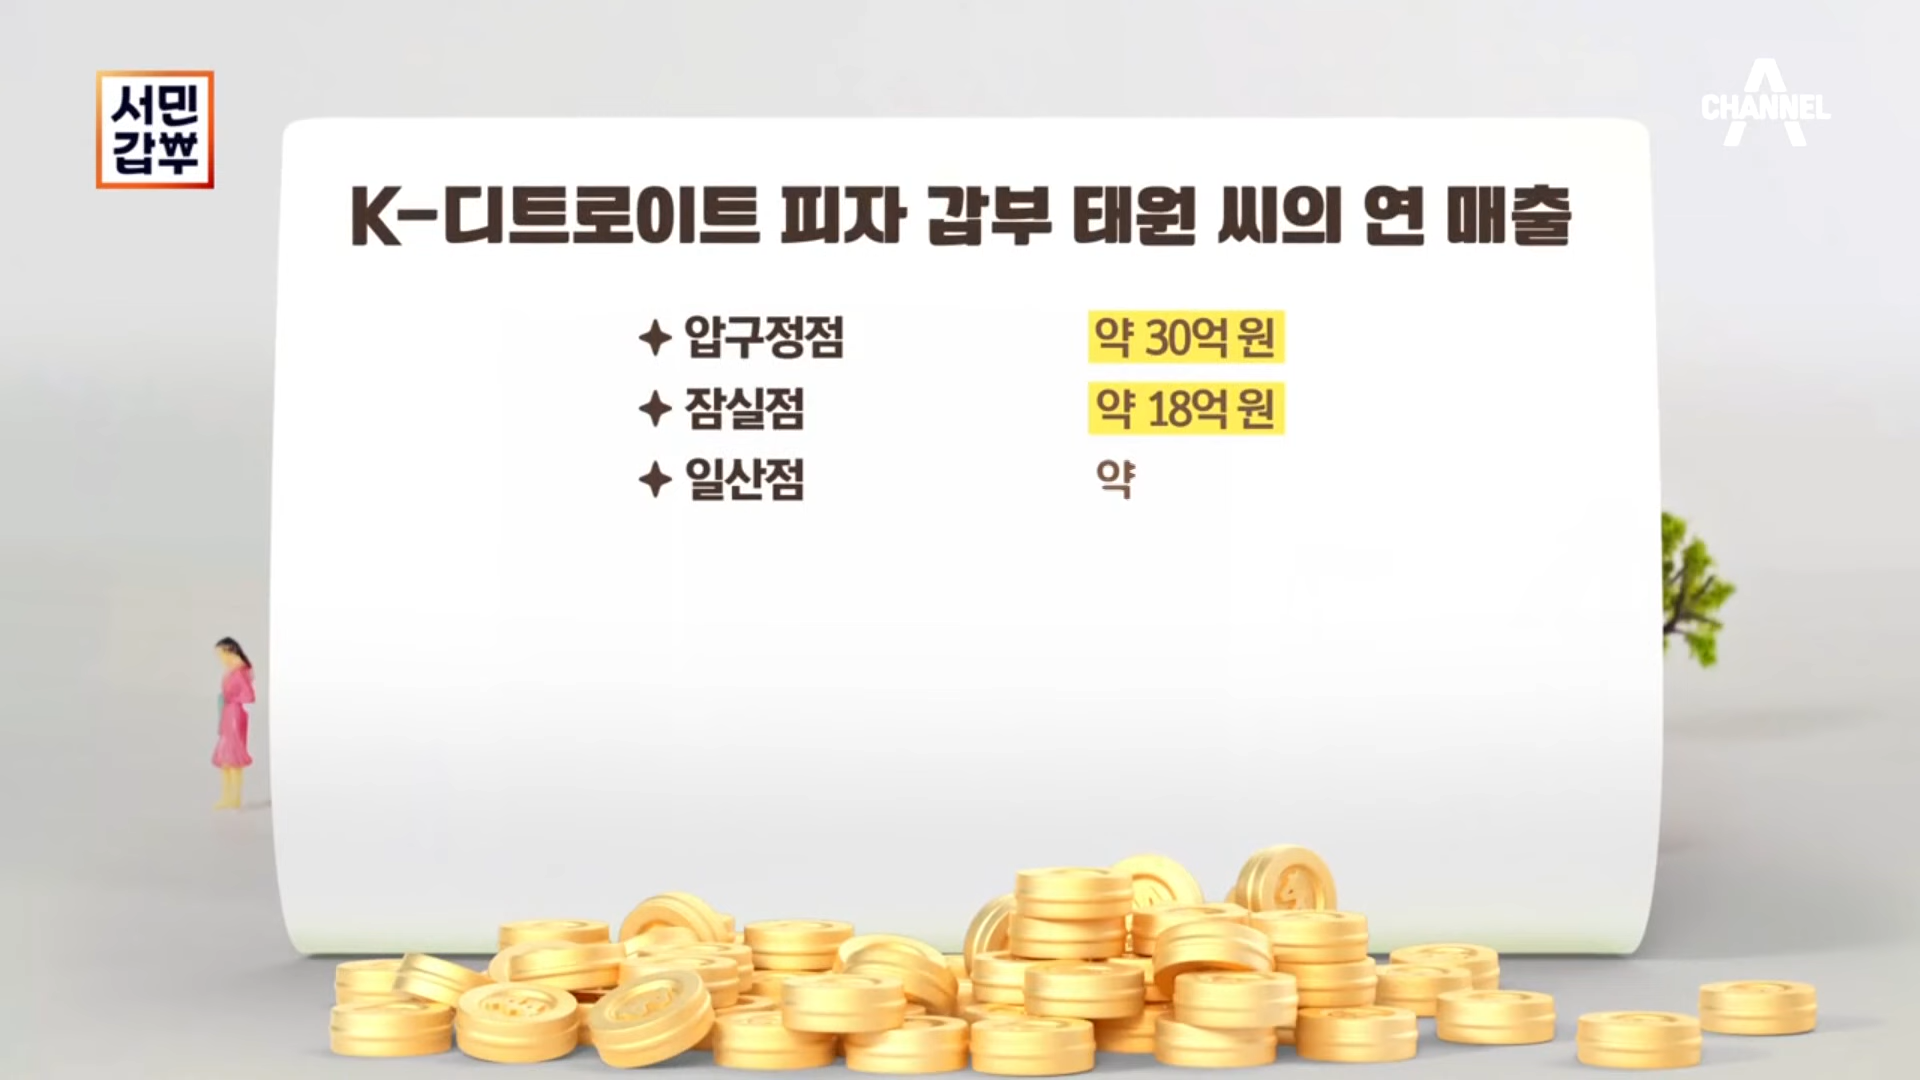 서민
갑부
CHANNEL A
K-디트로이트 피자 갑부 태원 씨의 연 매출
압구정점 약 30억 원
잠실점 약 18억 원
일산점 약